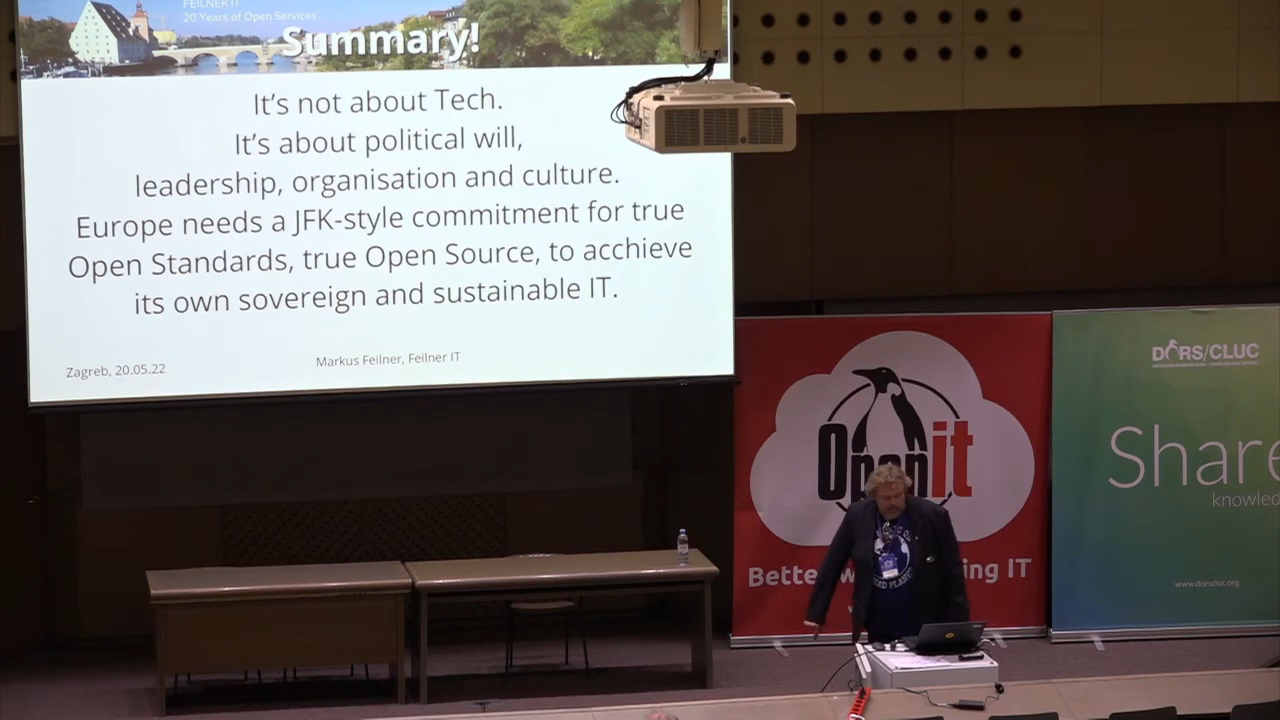 FEILNER IT
20 Years of Open Services
Summary!
It's not about Tech.
It's about political will,
leadership, organisation and culture.
Europe needs a JFK-style commitment for true
Open Standards, true Open Source, to acchieve
its own sovereign and sustainable IT.
Zagreb, 20.05.22
Markus Feilner, Feilner IT
OpenIt
ing IT
DORS/CLUC
Share
knowled
www.dorscluc.org